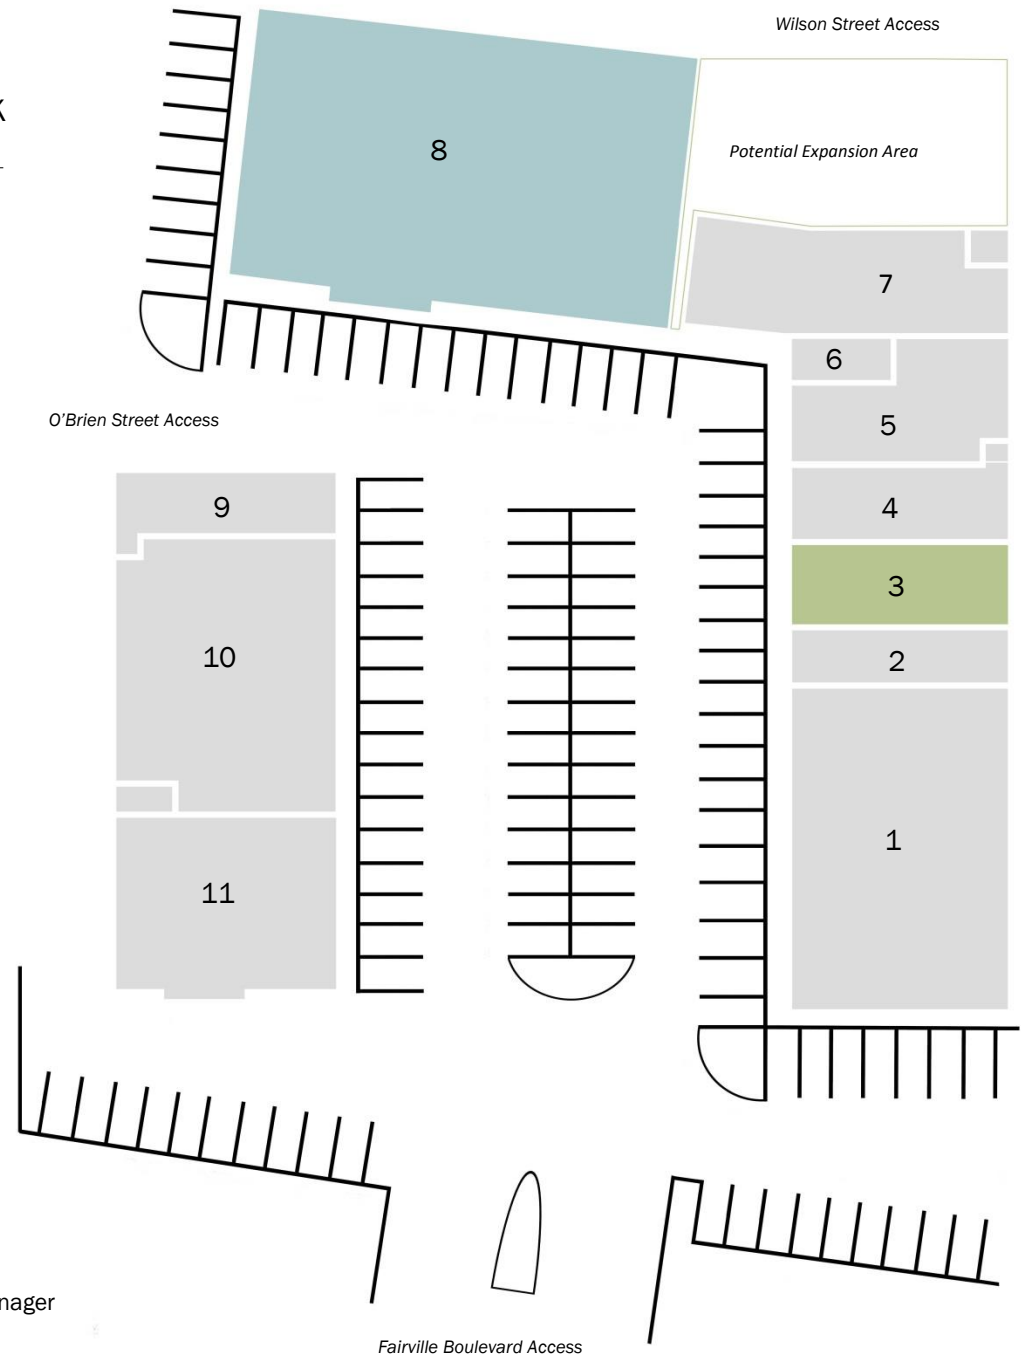 Wilson Street Access
K
8
Potential Expansion Area
7
6
O'Brien Street Access
5
9
4
3
10
2
1
11
nager
Fairville Boulevard Access